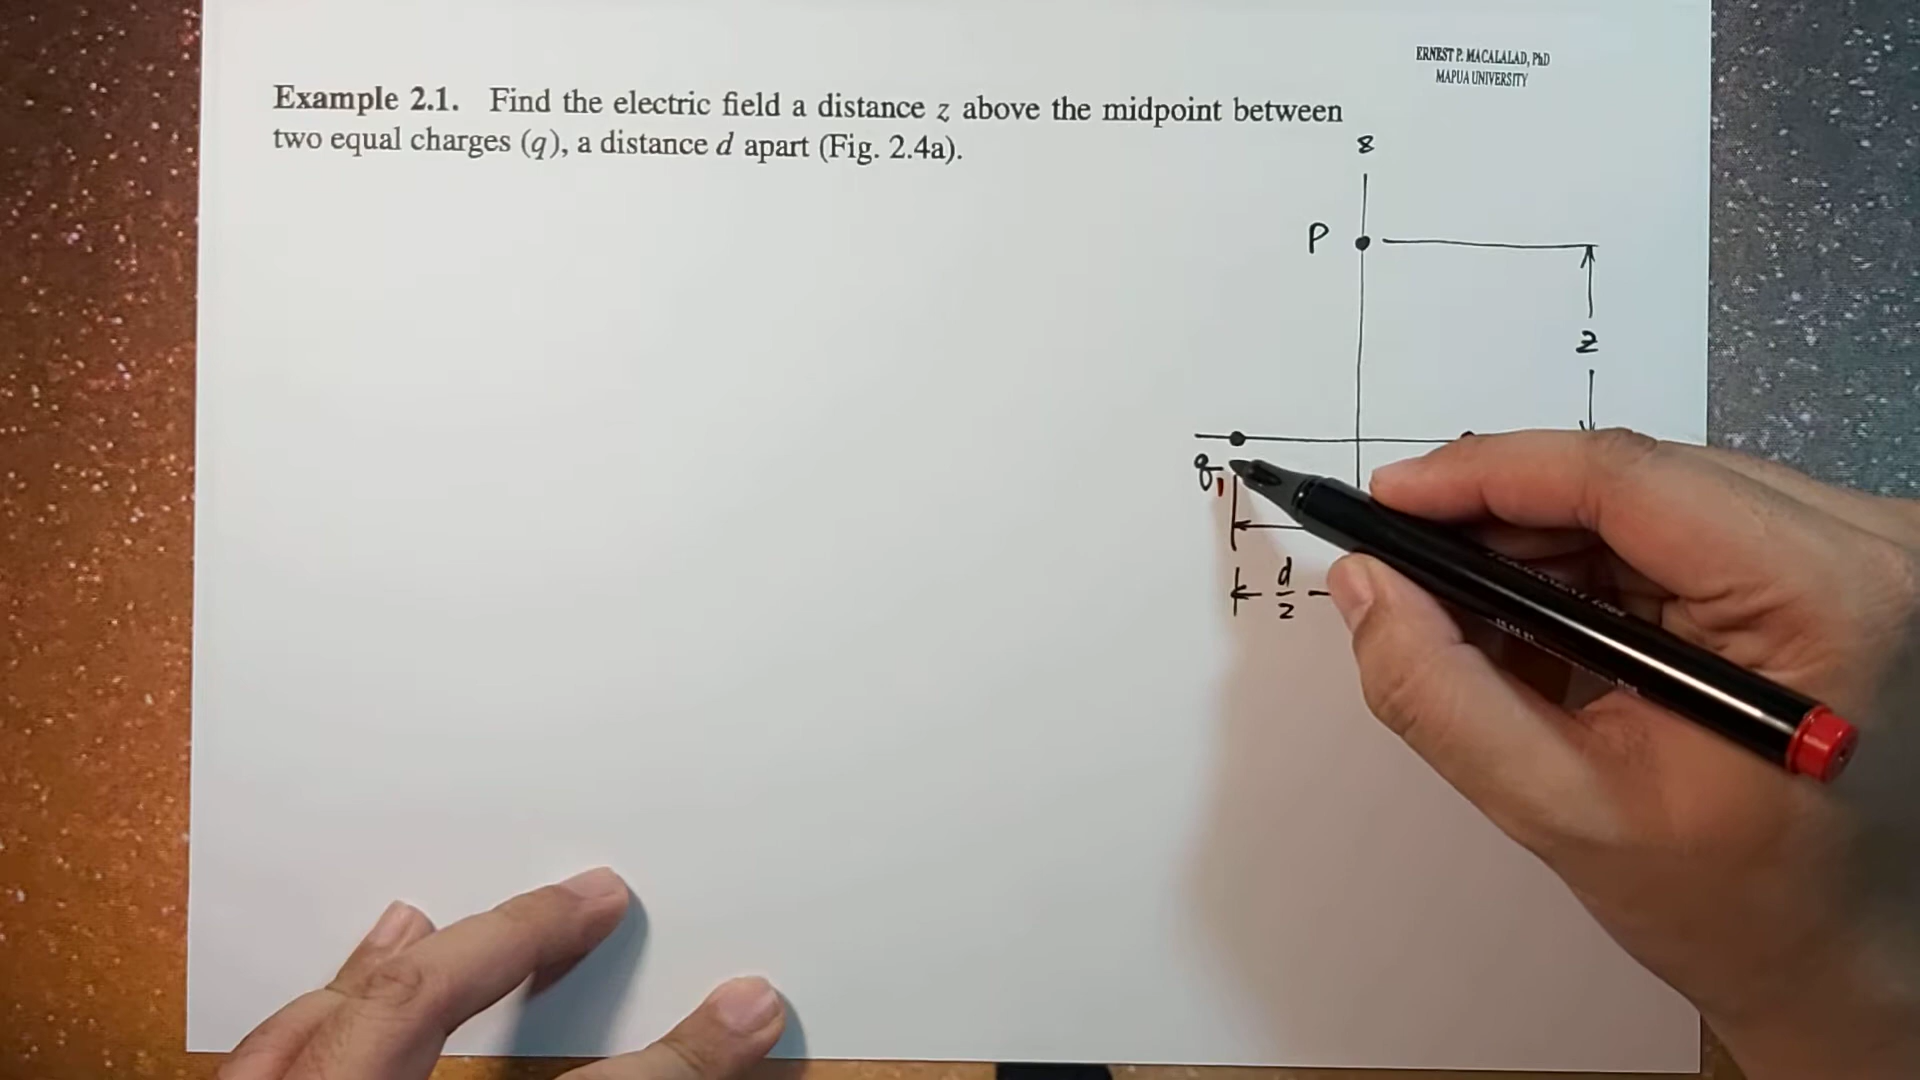 ERNEST P. MACALALAD, PhD
MAPUA UNIVERSITY
Example 2.1. Find the electric field a distance z above the midpoint between
two equal charges (q), a distance d apart (Fig. 2.4a).
P
z
q1
d/2